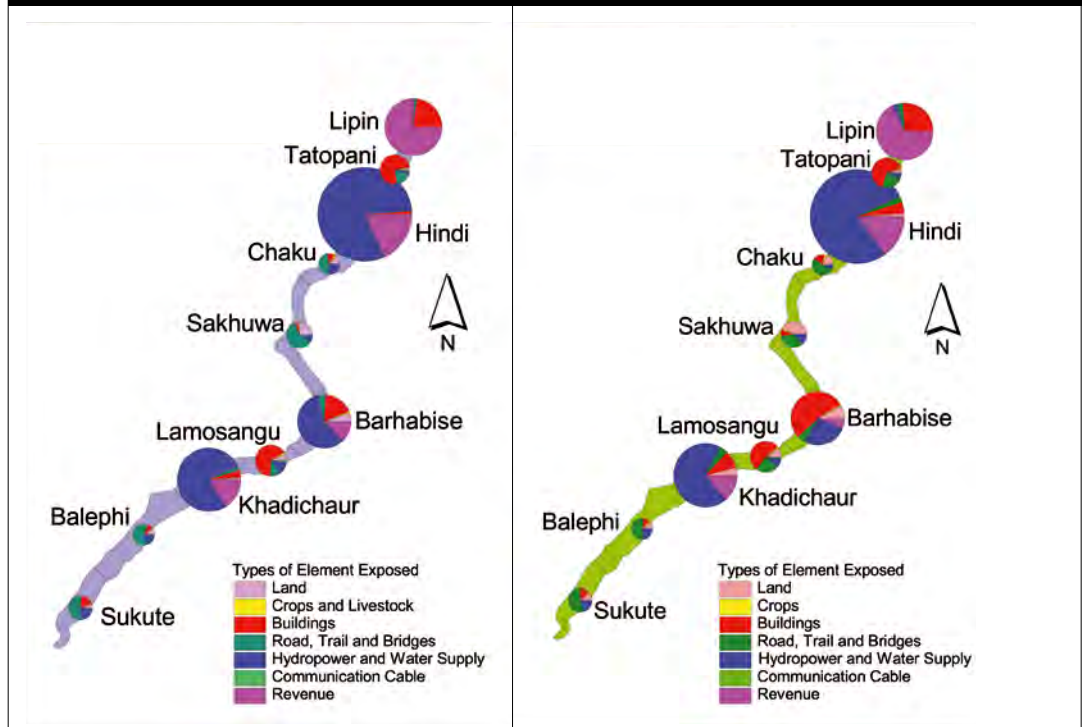 Lipin
Tatopani
Hindi
Chaku
N
Sakhuwa
Barhabise
Lamosangu
Khadichaur
Balephi
Sukute
Types of Element Exposed
Land
Crops and Livestock
Buildings
Road, Trail and Bridges
Hydropower and Water Supply
Communication Cable
Revenue
Lipin
Tatopani
Hindi
Chaku
N
Sakhuwa
Barhabise
Lamosangu
Khadichaur
Balephi
Sukute
Types of Element Exposed
Land
Crops
Buildings
Road, Trail and Bridges
Hydropower and Water Supply
Communication Cable
Revenue